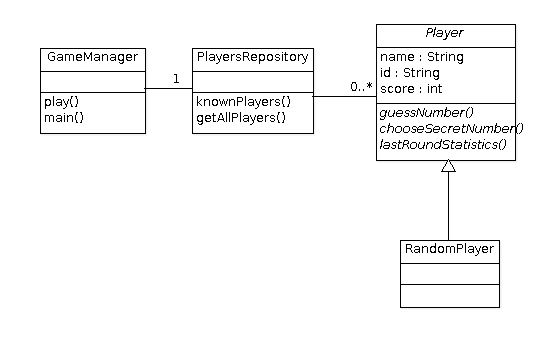 GameManager
play()
main()
1
PlayersRepository
knownPlayers()
getAllPlayers()
0..*
Player
name : String
id : String
score : int
guessNumber()
chooseSecretNumber()
lastRoundStatistics()
RandomPlayer